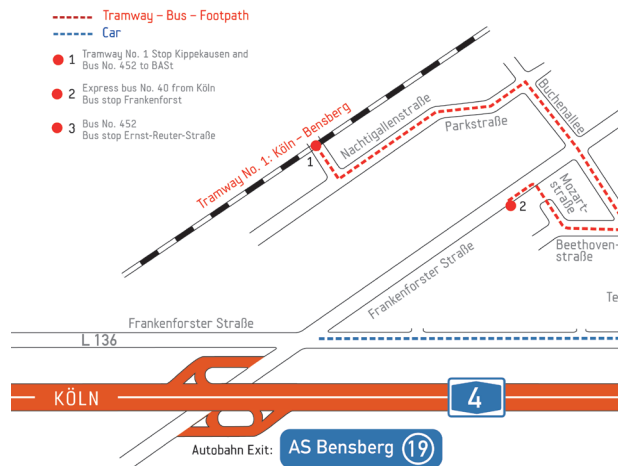 Tramway – Bus – Footpath
Car
1 Tramway No. 1 Stop Kippekausen and
Bus No. 452 to BASt
2 Express bus No. 40 from Köln
Bus stop Frankenforst
3 Bus No. 452
Bus stop Ernst-Reuter-Straße
Tramway No. 1: Köln – Bensberg
1
Nachtigallenstraße
Parkstraße
Buchenallee
Mozart-
straße
2
Beethoven-
straße
Frankenforster Straße
Te
Frankenforster Straße
L 136
KÖLN
4
Autobahn Exit: AS Bensberg 19